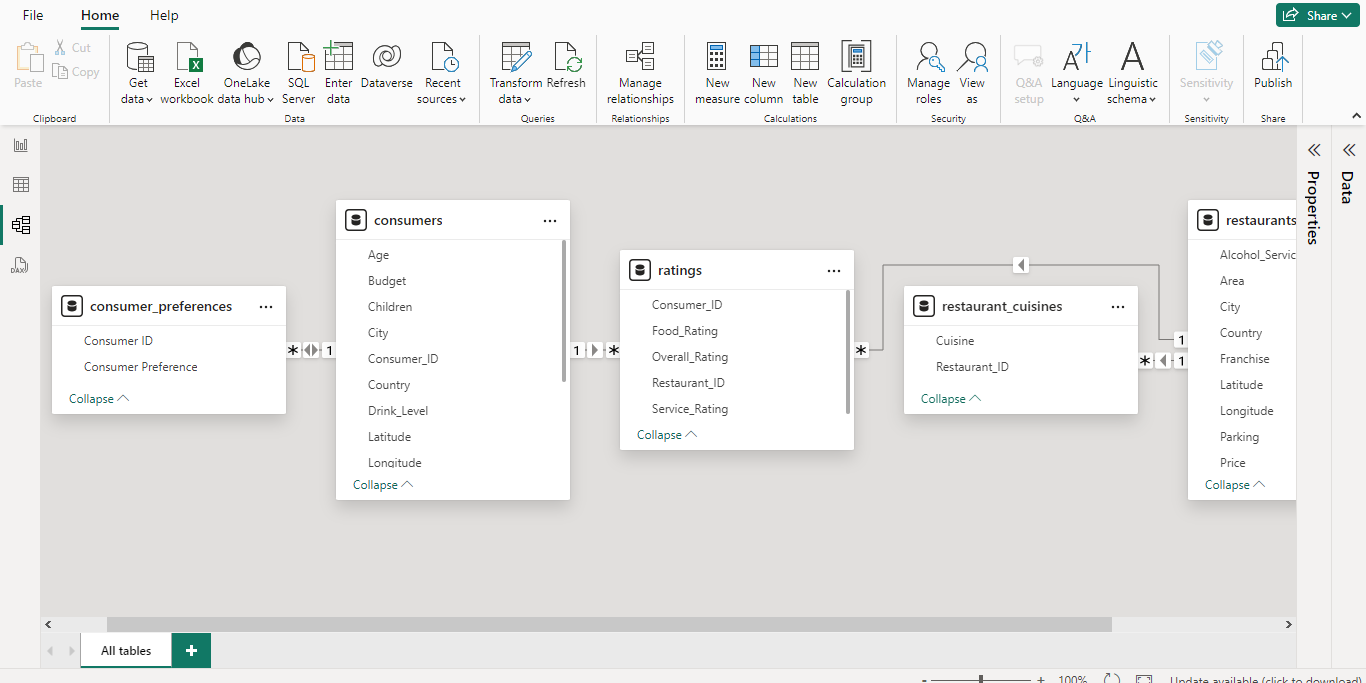 File Home Help Share
Cut
Copy
Paste
Clipboard
Get data
Excel workbook
OneLake data hub
SQL Server
Enter data
Dataverse
Recent sources
Data
Transform data
Refresh
Queries
Manage relationships
Relationships
New measure
New column
New table
Calculation group
Calculations
Manage roles
View as
Security
Q&A setup
Language
Linguistic schema
Q&A
Sensitivity
Sensitivity
Publish
Share
X
DAX
consumer_preferences
Consumer ID
Consumer Preference
Collapse
* 1
consumers
Age
Budget
Children
City
Consumer_ID
Country
Drink_Level
Latitude
Longitude
Collapse
1 *
ratings
Consumer_ID
Food_Rating
Overall_Rating
Restaurant_ID
Service_Rating
Collapse
* 1
restaurant_cuisines
Cuisine
Restaurant_ID
Collapse
* 1
restaurants
Alcohol_Servic
Area
City
Country
Franchise
Latitude
Longitude
Parking
Price
Collapse
Properties
Data
All tables +
- + 100% Update available (click to download)